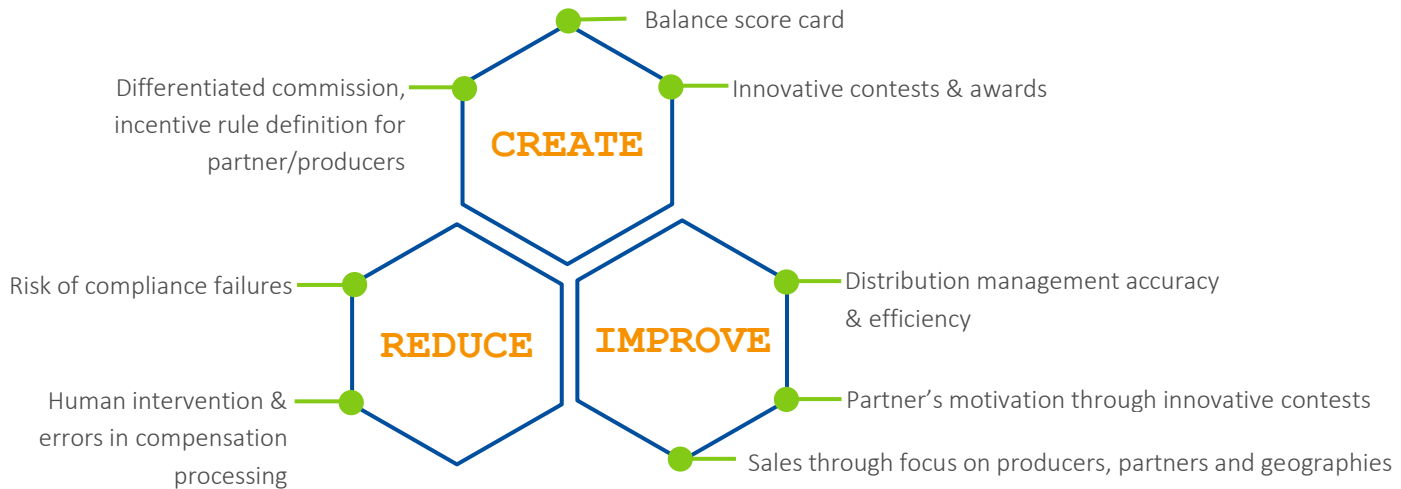 Balance score card
Differentiated commission,
incentive rule definition for
partner/producers
Innovative contests & awards
CREATE
Risk of compliance failures
Human intervention &
errors in compensation
processing
REDUCE
IMPROVE
Distribution management accuracy
& efficiency
Partner’s motivation through innovative contests
Sales through focus on producers, partners and geographies